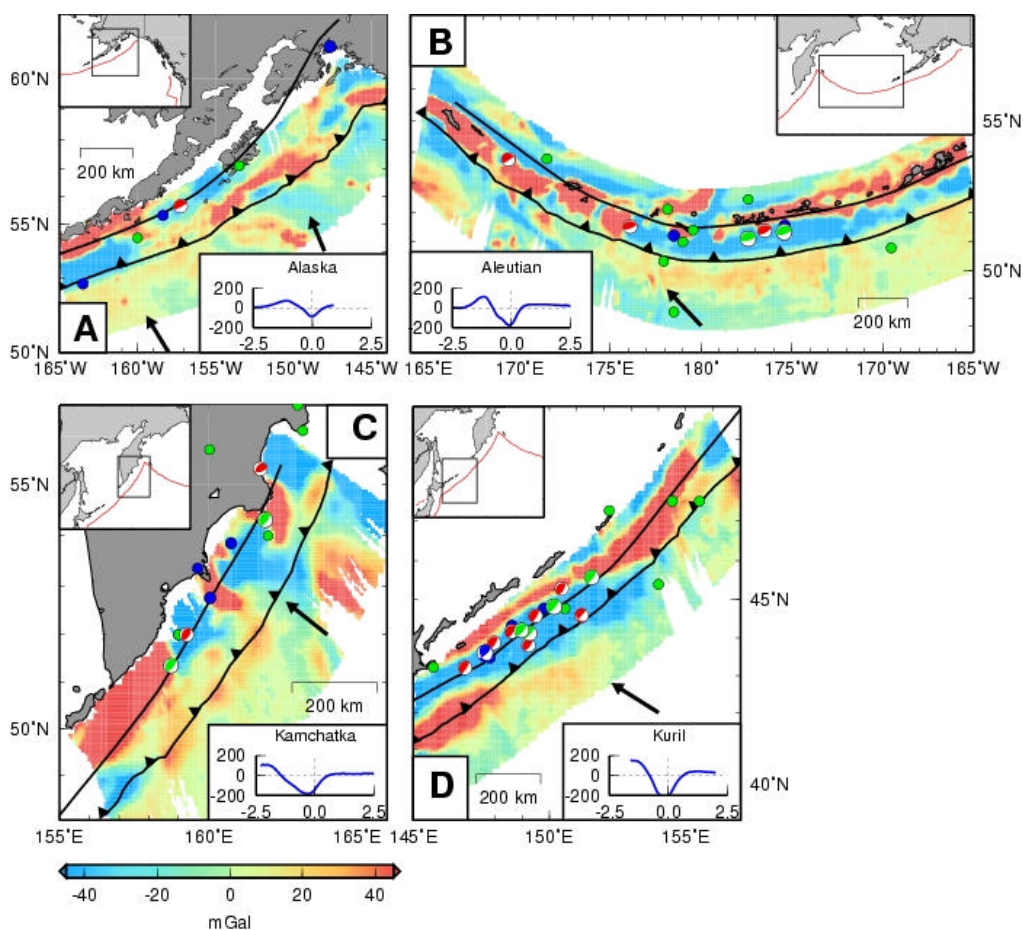 A
60˚N
55˚N
50˚N
200 km
Alaska
200
0
-200
-2.5
0.0
2.5
165˚W
160˚W
155˚W
150˚W
145˚W
B
55˚N
50˚N
200 km
Aleutian
200
0
-200
-2.5
0.0
2.5
165˚E
170˚E
175˚E
180˚
175˚W
170˚W
165˚W
C
55˚N
50˚N
200 km
Kamchatka
200
0
-200
-2.5
0.0
2.5
155˚E
160˚E
165˚E
D
45˚N
40˚N
200 km
Kuril
200
0
-200
-2.5
0.0
2.5
145˚E
150˚E
155˚E
-40
-20
0
20
40
mGal